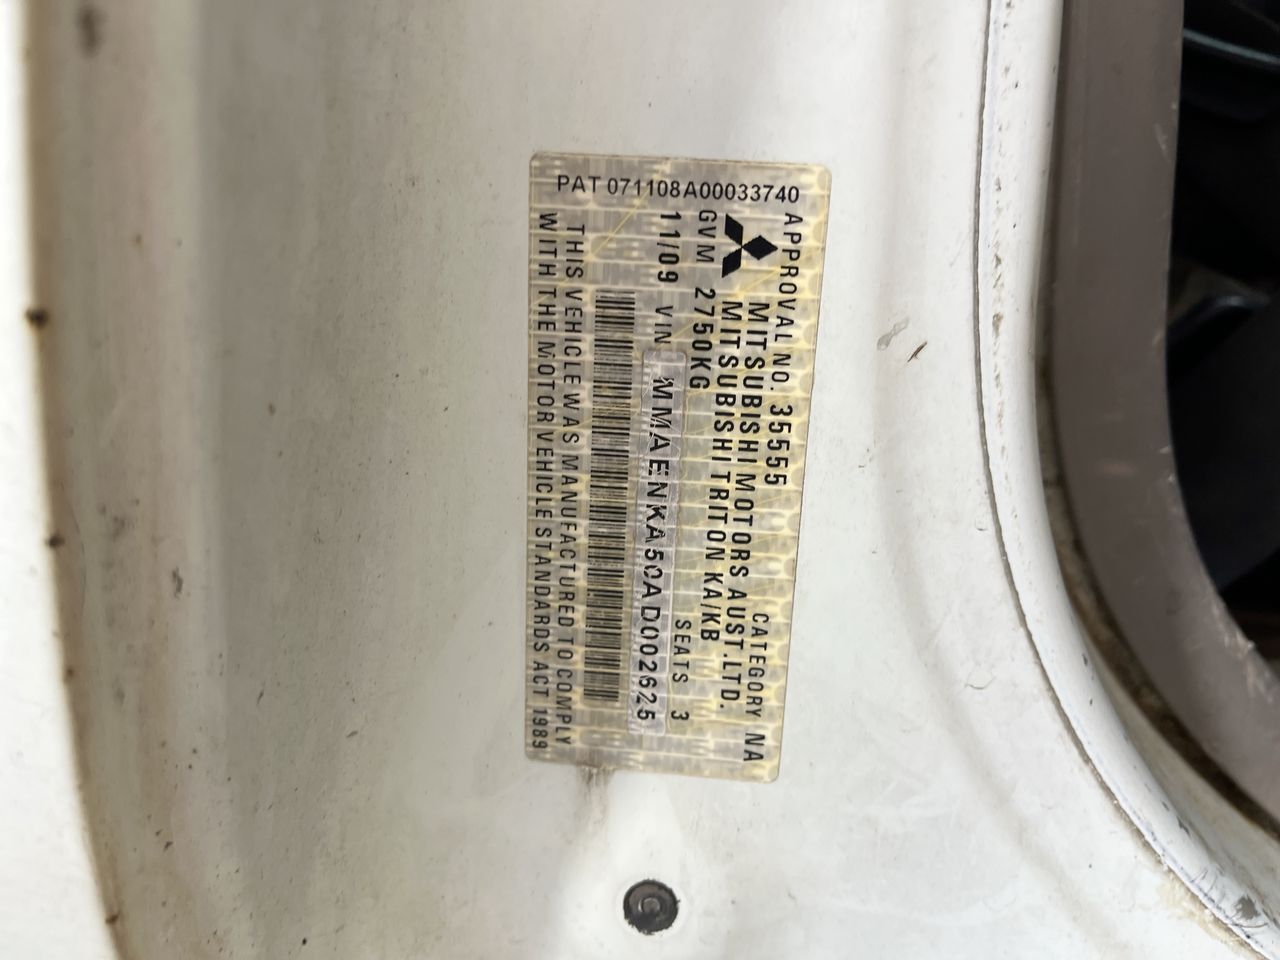 PAT 071108A00033740
APPROVAL NO. 35555 CATEGORY NA
MITSUBISHI MOTORS AUST. LTD.
MITSUBISHI TRITON KA/KB
GVM 2750KG SEATS 3
11/09 VIN MMAENKA50AD002625
THIS VEHICLE WAS MANUFACTURED TO COMPLY
WITH THE MOTOR VEHICLE STANDARDS ACT 1989